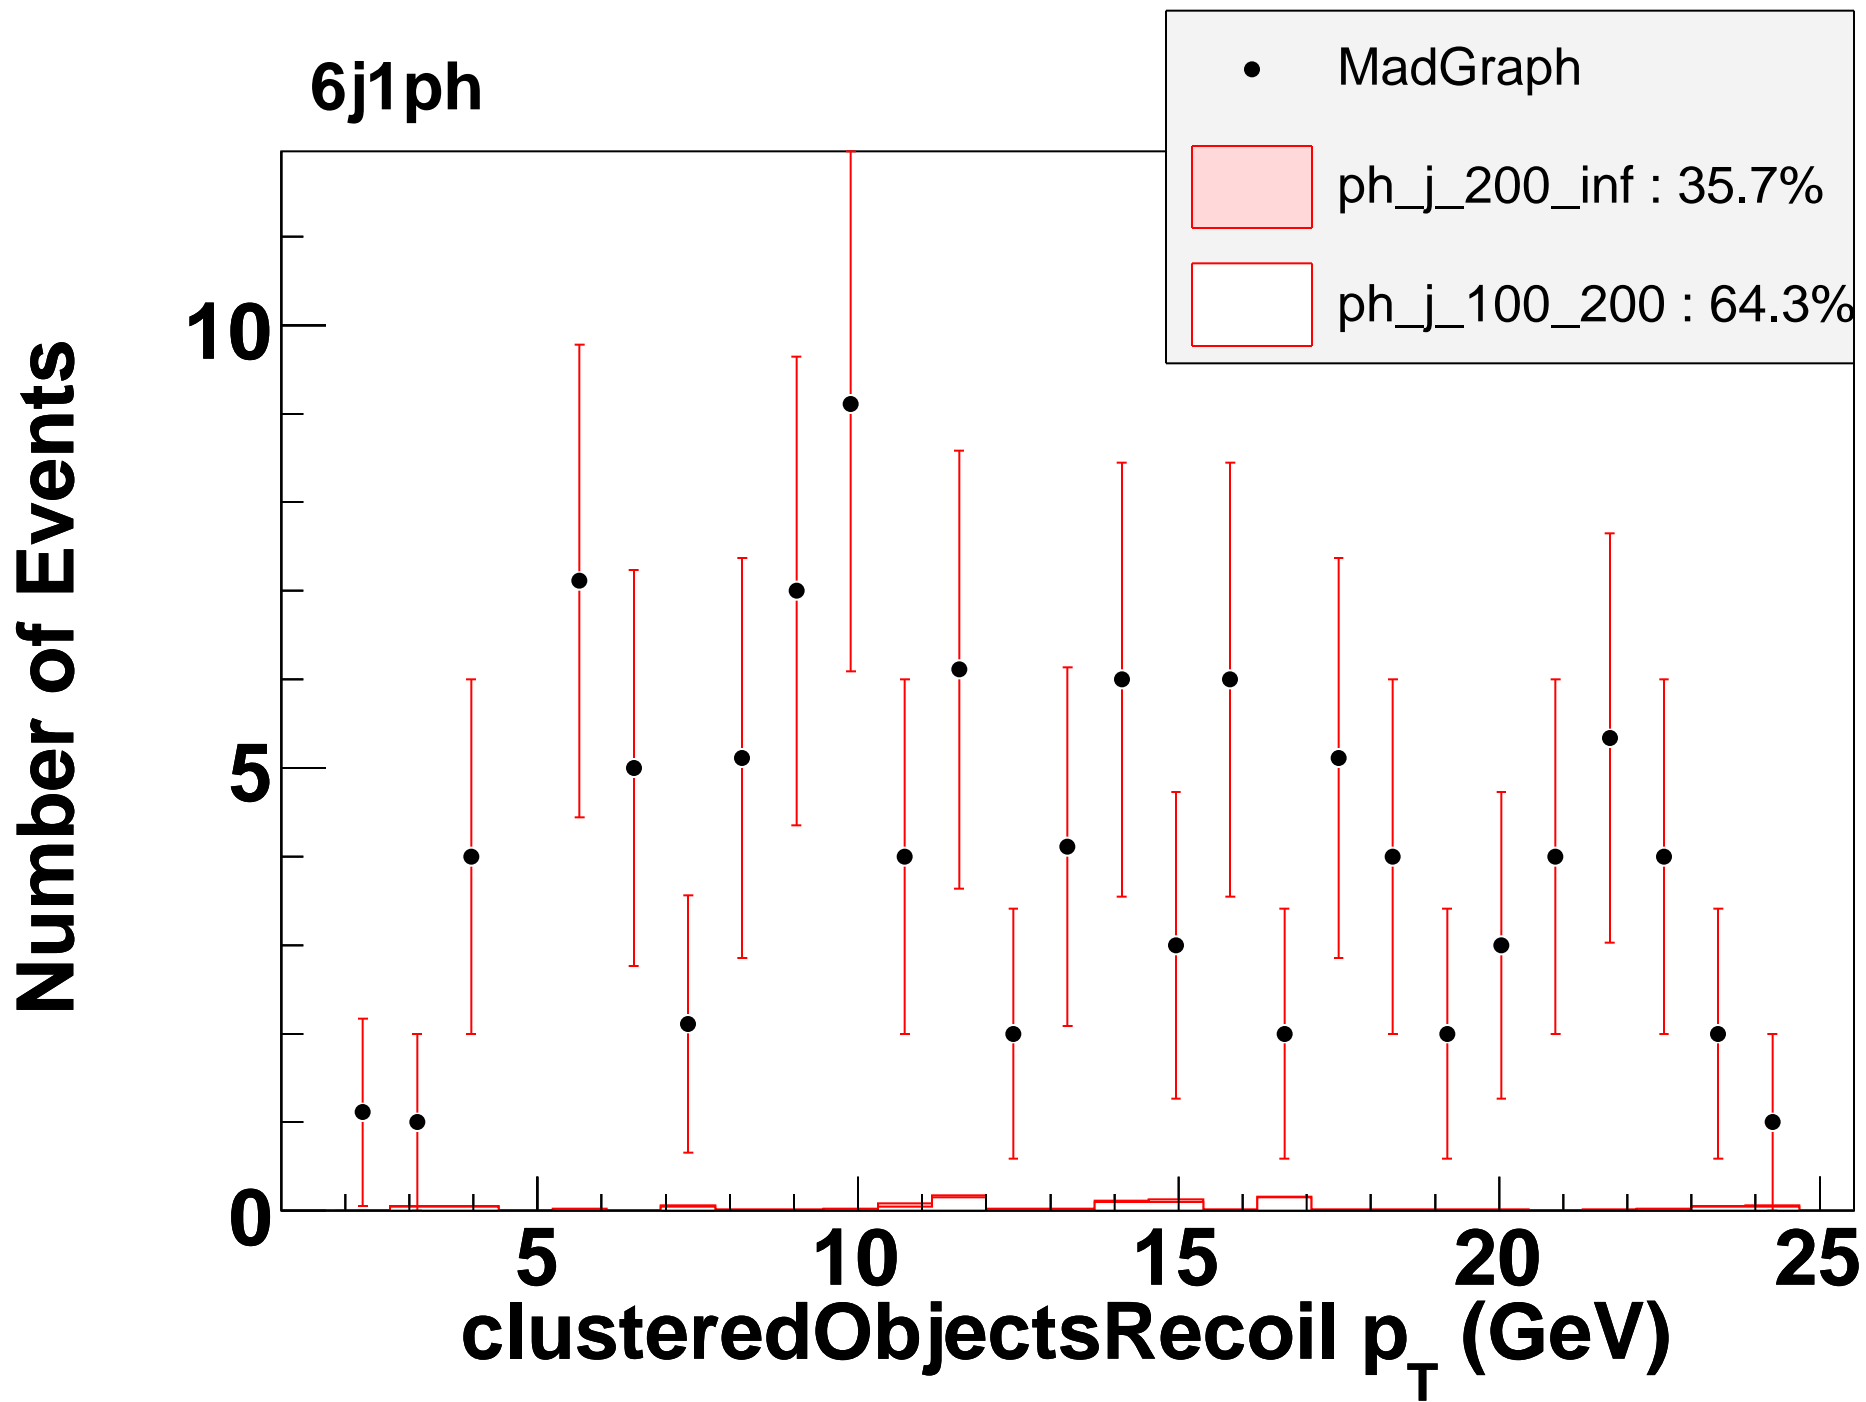 6j1ph
MadGraph
ph_j_200_inf : 35.7%
ph_j_100_200 : 64.3%
Number of Events
10
5
0
5 10 15 20 25
clusteredObjectsRecoil p_T (GeV)